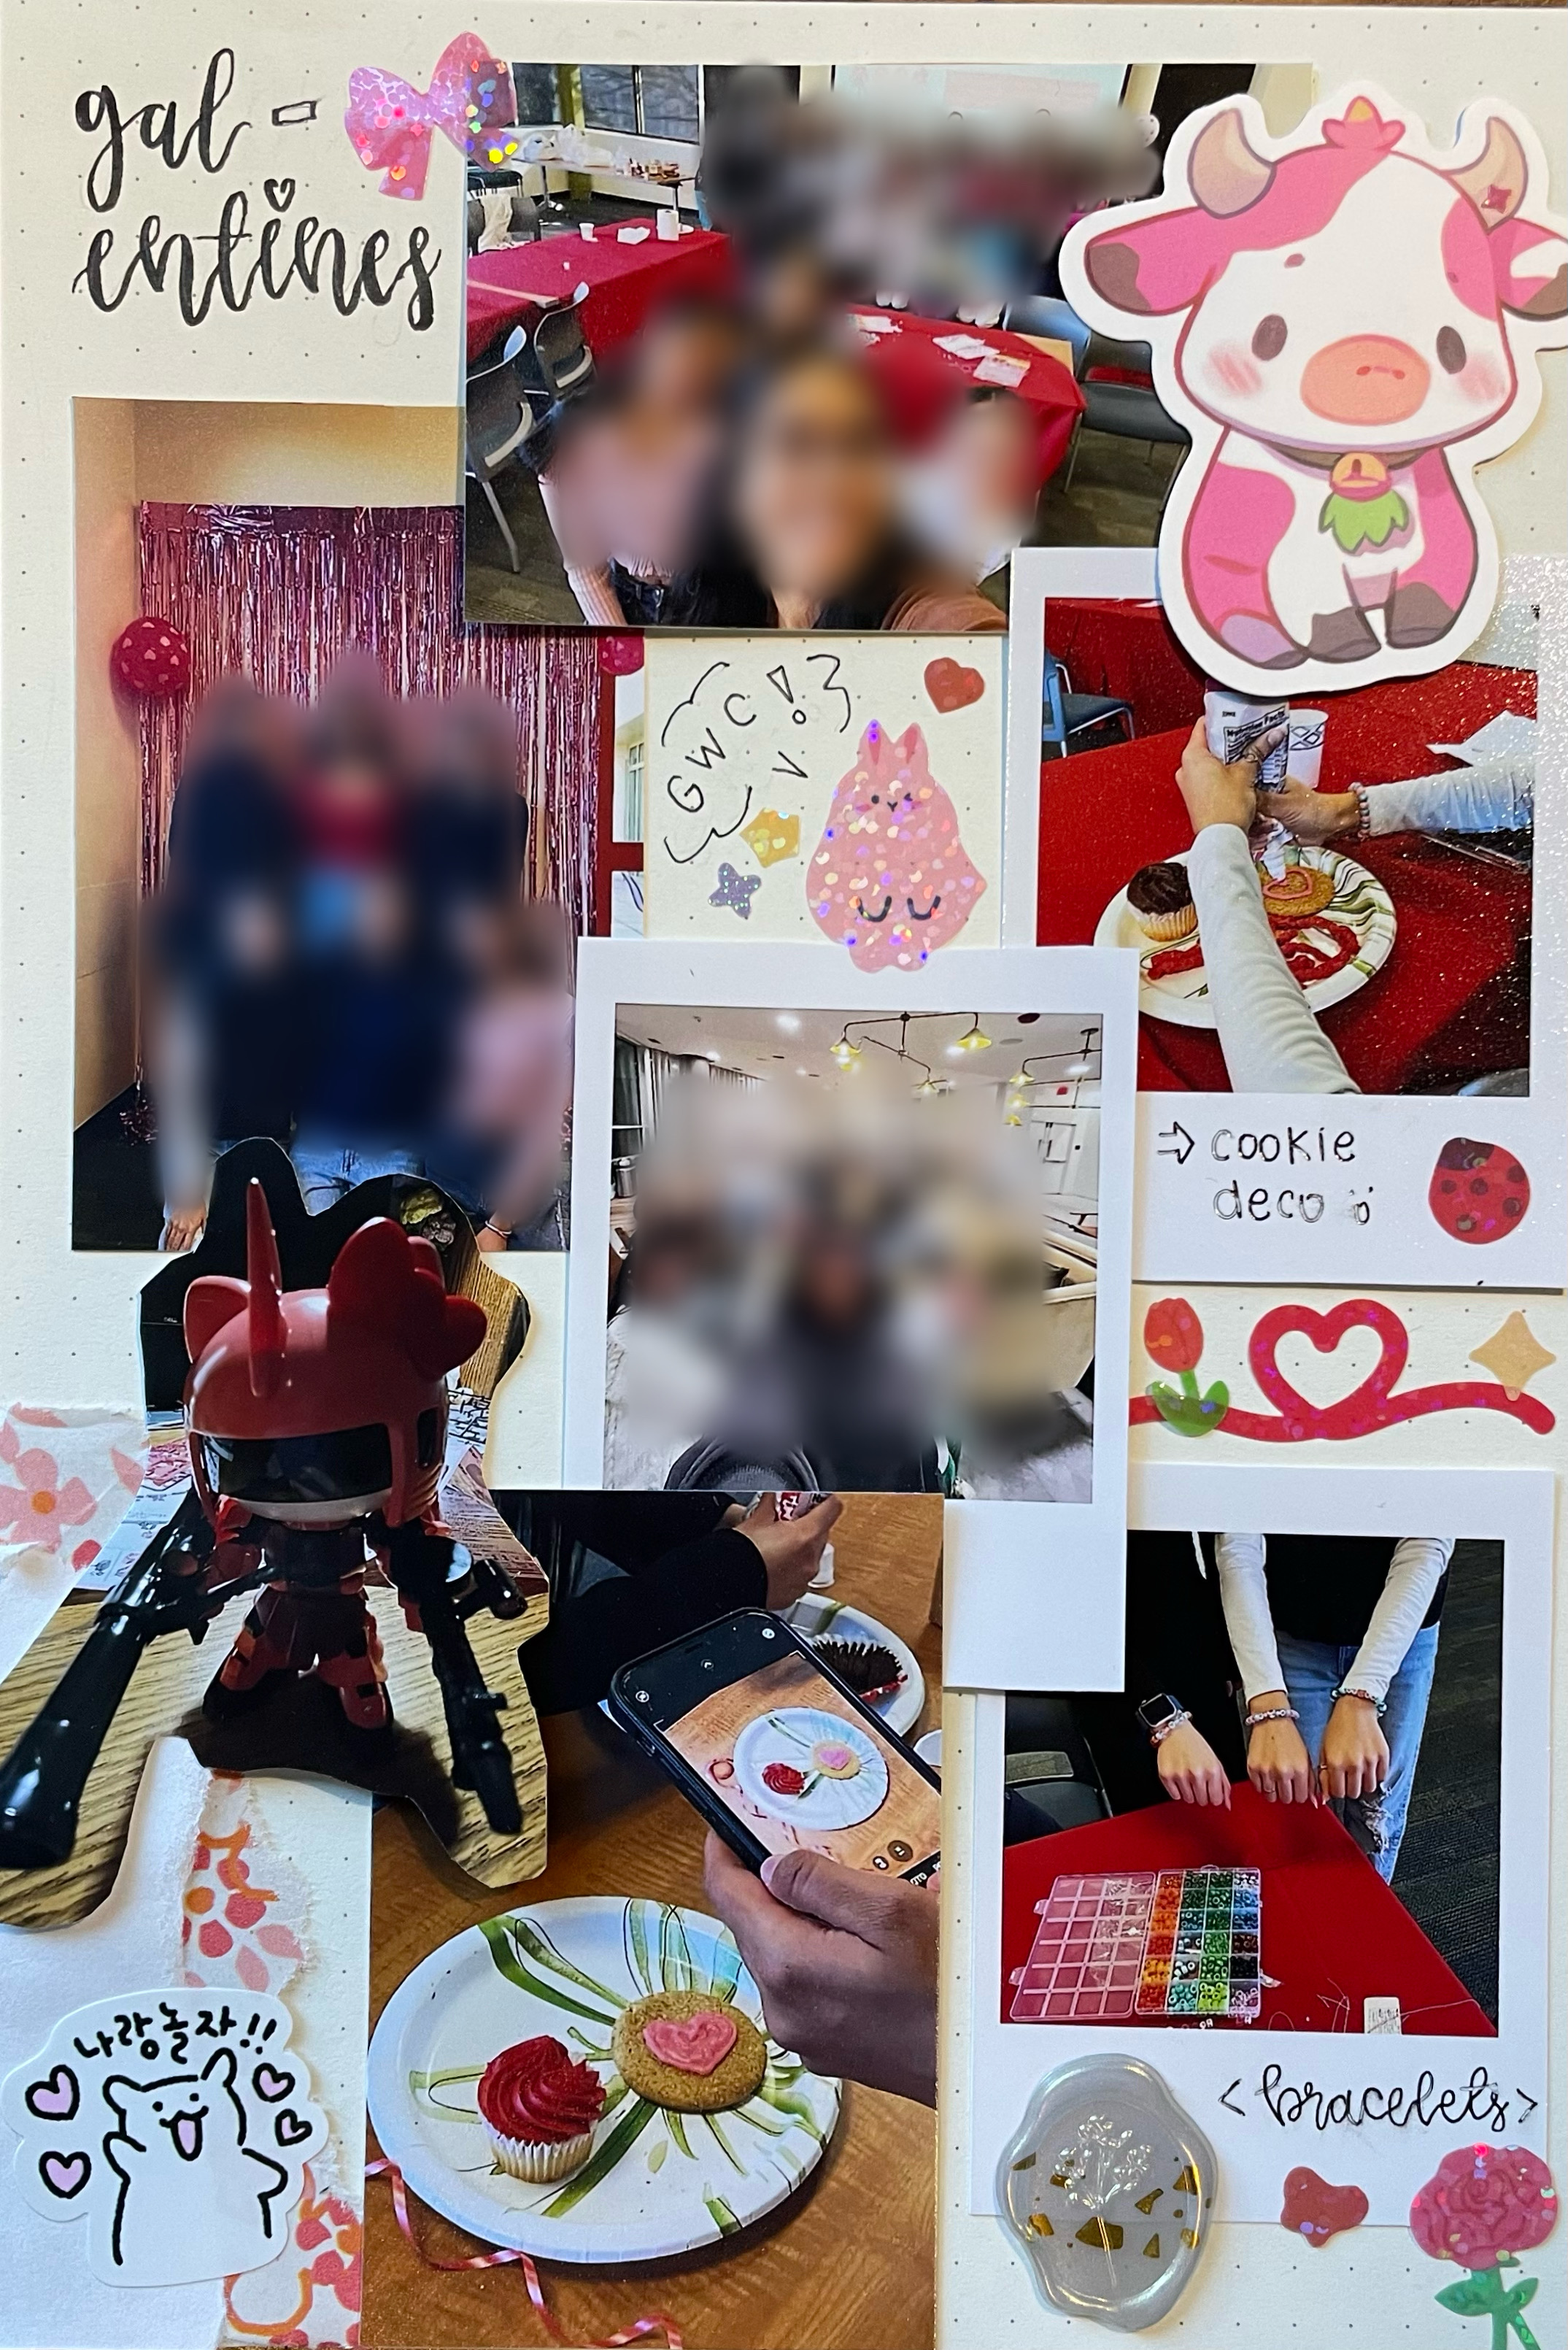 gal -
entines
GWC !
⇒ cookie
deco
<bracelets>
나랑놀자!!